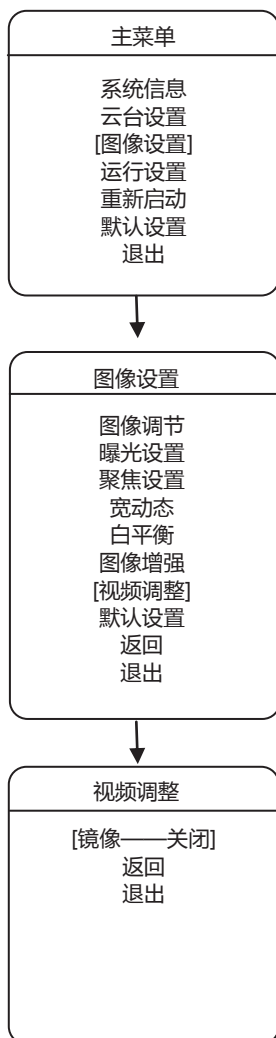 主菜单
系统信息
云台设置
[图像设置]
运行设置
重新启动
默认设置
退出
图像设置
图像调节
曝光设置
聚焦设置
宽动态
白平衡
图像增强
[视频调整]
默认设置
返回
退出
视频调整
[镜像——关闭]
返回
退出